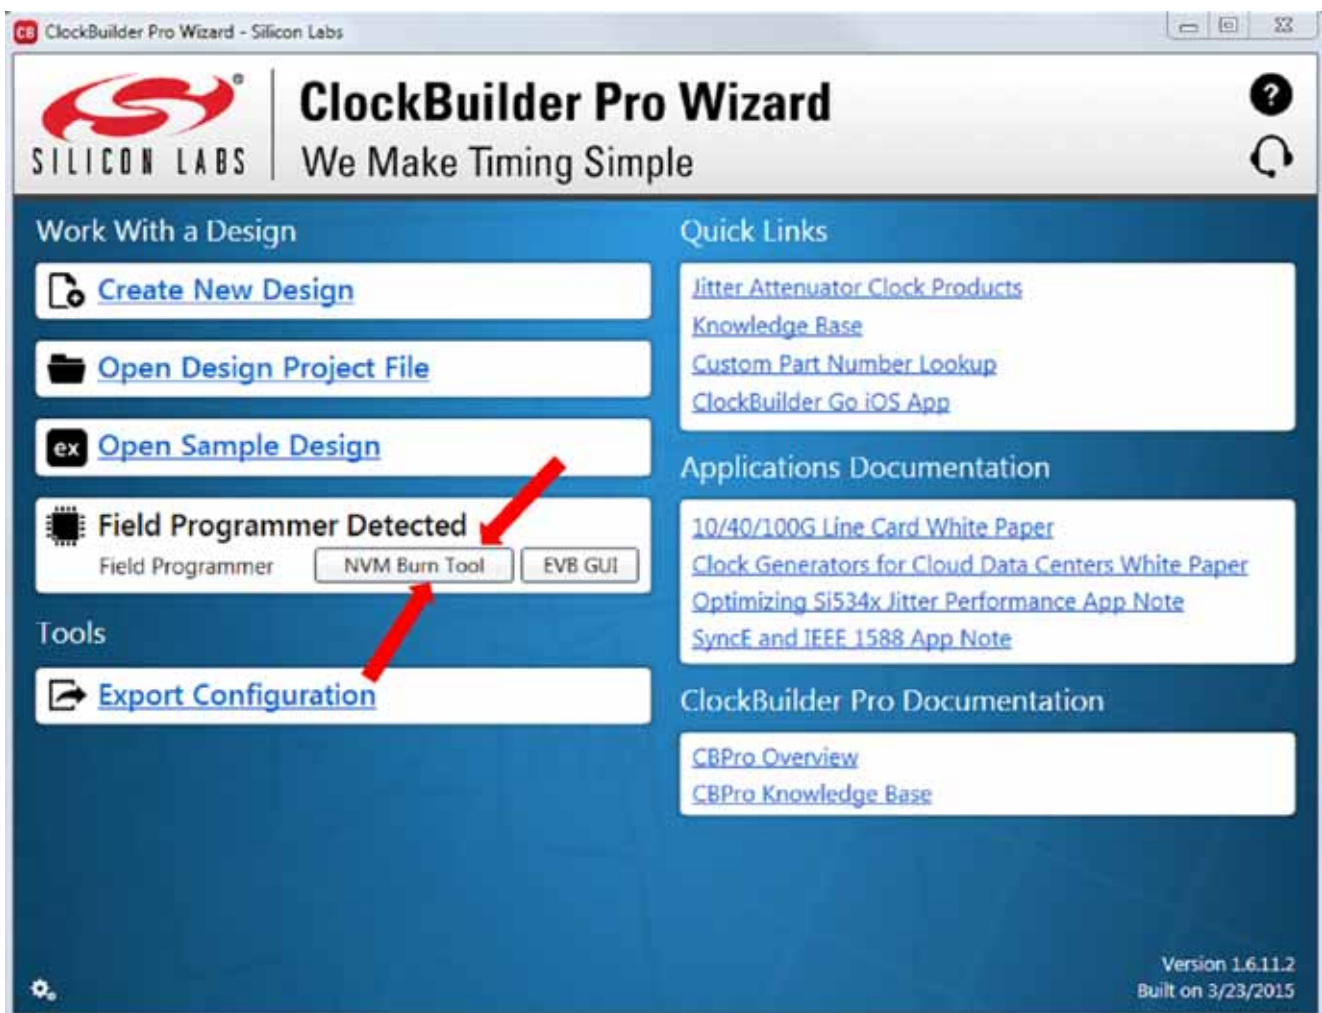 CB ClockBuilder Pro Wizard - Silicon Labs
SILICON LABS
ClockBuilder Pro Wizard
We Make Timing Simple
Work With a Design
Create New Design
Open Design Project File
ex Open Sample Design
Field Programmer Detected
Field Programmer NVM Burn Tool EVB GUI
Tools
Export Configuration
Quick Links
Jitter Attenuator Clock Products
Knowledge Base
Custom Part Number Lookup
ClockBuilder Go iOS App
Applications Documentation
10/40/100G Line Card White Paper
Clock Generators for Cloud Data Centers White Paper
Optimizing Si534x Jitter Performance App Note
SyncE and IEEE 1588 App Note
ClockBuilder Pro Documentation
CBPro Overview
CBPro Knowledge Base
Version 1.6.11.2
Built on 3/23/2015